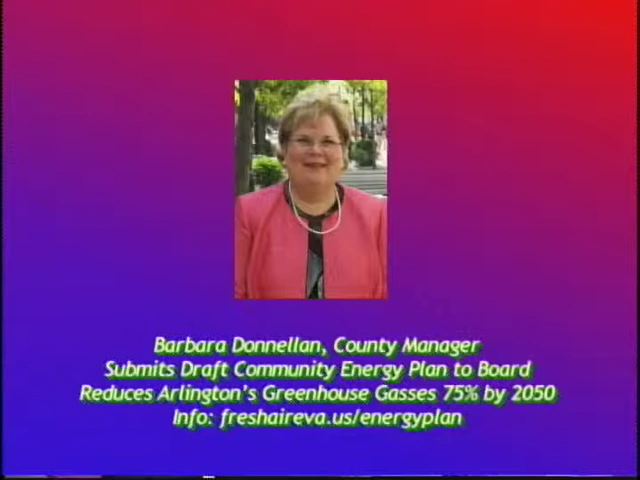 Barbara Donnellan, County Manager
Submits Draft Community Energy Plan to Board
Reduces Arlington's Greenhouse Gasses 75% by 2050
Info: freshaireva.us/energyplan